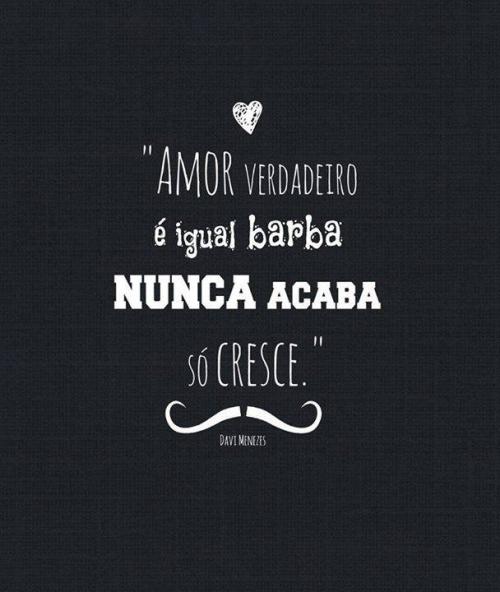 "AMOR VERDADEIRO
é igual barba
NUNCA ACABA
SÓ CRESCE."
DAVI MENEZES